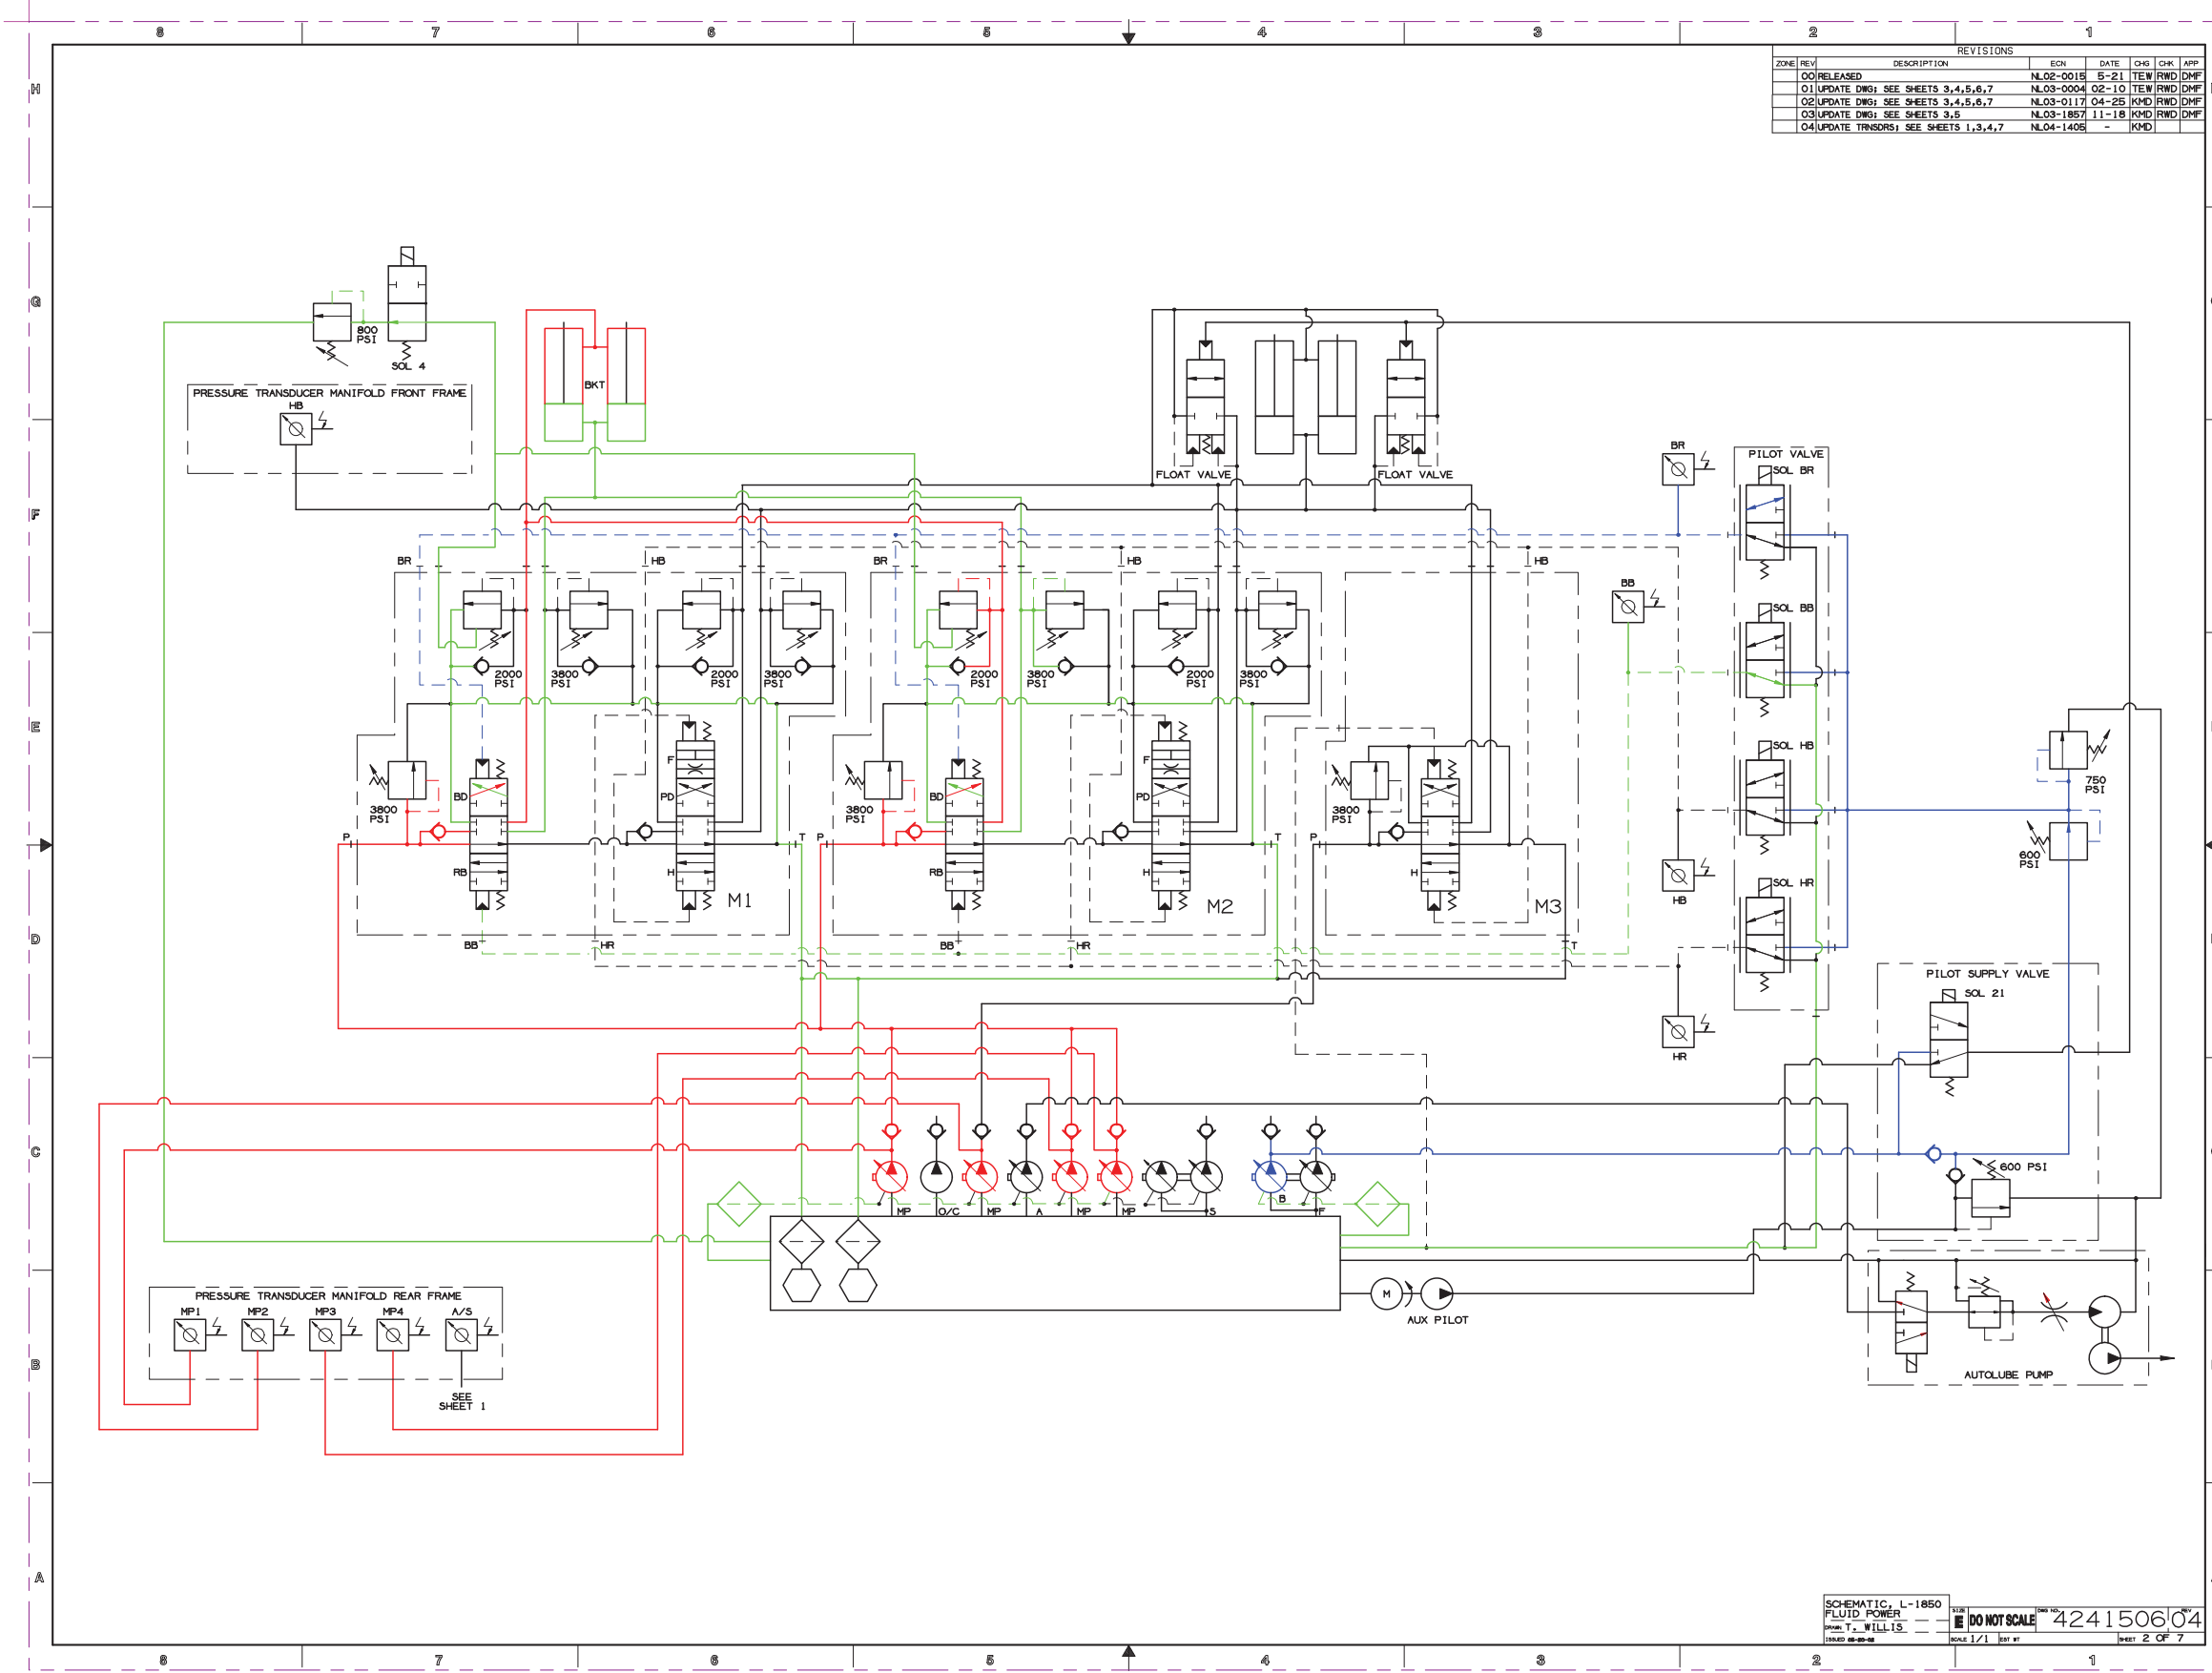 8 7 6 5 4 3 2 1
REVISIONS
ZONE REV DESCRIPTION ECN DATE CHG CHK APP
00 RELEASED NL02-0015 5-21 TEW RWD DMF
01 UPDATE DWG; SEE SHEETS 3,4,5,6,7 NL03-0004 02-10 TEW RWD DMF
02 UPDATE DWG; SEE SHEETS 3,4,5,6,7 NL03-0117 04-25 KMD RWD DMF
03 UPDATE DWG; SEE SHEETS 3,5 NL03-1857 11-18 KMD RWD DMF
04 UPDATE TRNSDRS; SEE SHEETS 1,3,4,7 NL04-1405 - KMD
H
G
F
E
D
C
B
A
800
PSI
SOL 4
PRESSURE TRANSDUCER MANIFOLD FRONT FRAME
HB
BKT
FLOAT VALVE
FLOAT VALVE
BR
PILOT VALVE
SOL BR
BR
HB
BR
HB
HB
BB
SOL BB
2000
PSI
3800
PSI
2000
PSI
3800
PSI
2000
PSI
3800
PSI
2000
PSI
3800
PSI
SOL HB
F
F
750
PSI
BD
PD
BD
PD
3800
PSI
3800
PSI
3800
PSI
P
T
P
T
P
600
PSI
RB
H
RB
H
H
SOL HR
M1
M2
M3
HB
BB
HR
BB
HR
T
PILOT SUPPLY VALVE
SOL 21
HR
600 PSI
MP
O/C
MP
A
MP
MP
S
B
F
PRESSURE TRANSDUCER MANIFOLD REAR FRAME
MP1
MP2
MP3
MP4
A/S
M
AUX PILOT
SEE
SHEET 1
AUTOLUBE PUMP
SCHEMATIC, L-1850
FLUID POWER
DRAWN T. WILLIS
ISSUED
SIZE
E
DO NOT SCALE
DWG NO.
4241506
REV
04
SCALE 1/1
EST WT
SHEET 2 OF 7
8 7 6 5 4 3 2 1